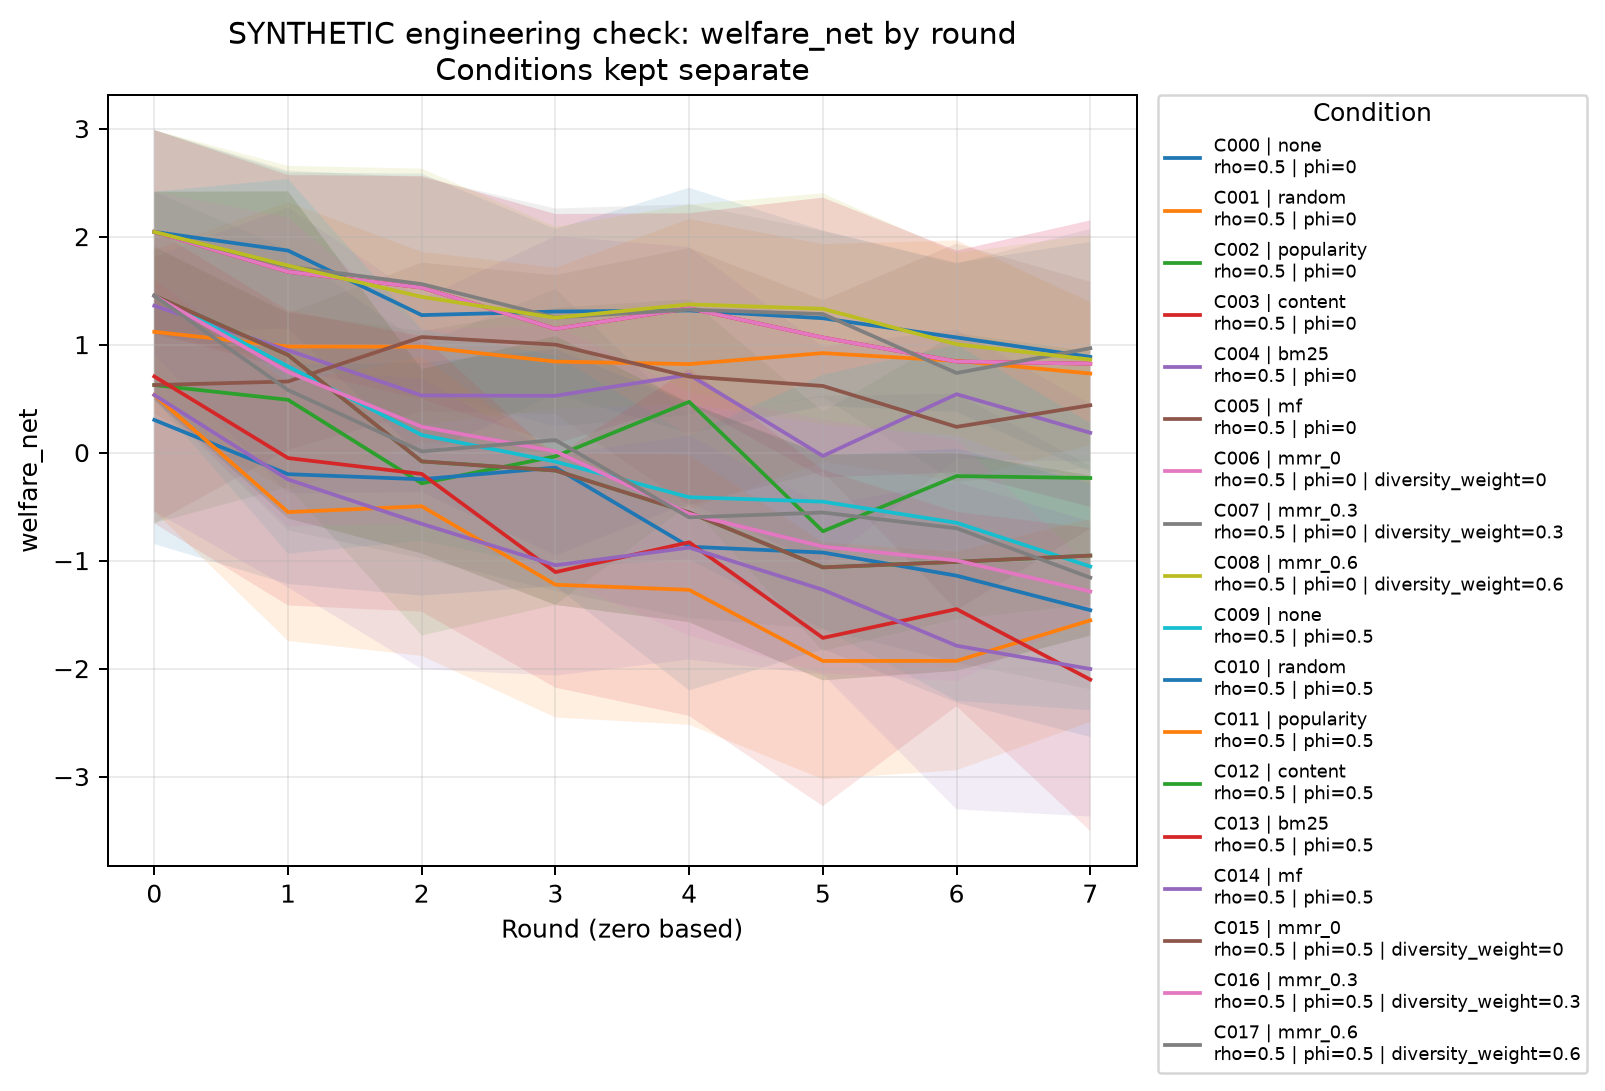 SYNTHETIC engineering check: welfare_net by round
Conditions kept separate
welfare_net
3
2
1
0
−1
−2
−3
0 1 2 3 4 5 6 7
Round (zero based)
Condition
C000 | none
rho=0.5 | phi=0
C001 | random
rho=0.5 | phi=0
C002 | popularity
rho=0.5 | phi=0
C003 | content
rho=0.5 | phi=0
C004 | bm25
rho=0.5 | phi=0
C005 | mf
rho=0.5 | phi=0
C006 | mmr_0
rho=0.5 | phi=0 | diversity_weight=0
C007 | mmr_0.3
rho=0.5 | phi=0 | diversity_weight=0.3
C008 | mmr_0.6
rho=0.5 | phi=0 | diversity_weight=0.6
C009 | none
rho=0.5 | phi=0.5
C010 | random
rho=0.5 | phi=0.5
C011 | popularity
rho=0.5 | phi=0.5
C012 | content
rho=0.5 | phi=0.5
C013 | bm25
rho=0.5 | phi=0.5
C014 | mf
rho=0.5 | phi=0.5
C015 | mmr_0
rho=0.5 | phi=0.5 | diversity_weight=0
C016 | mmr_0.3
rho=0.5 | phi=0.5 | diversity_weight=0.3
C017 | mmr_0.6
rho=0.5 | phi=0.5 | diversity_weight=0.6